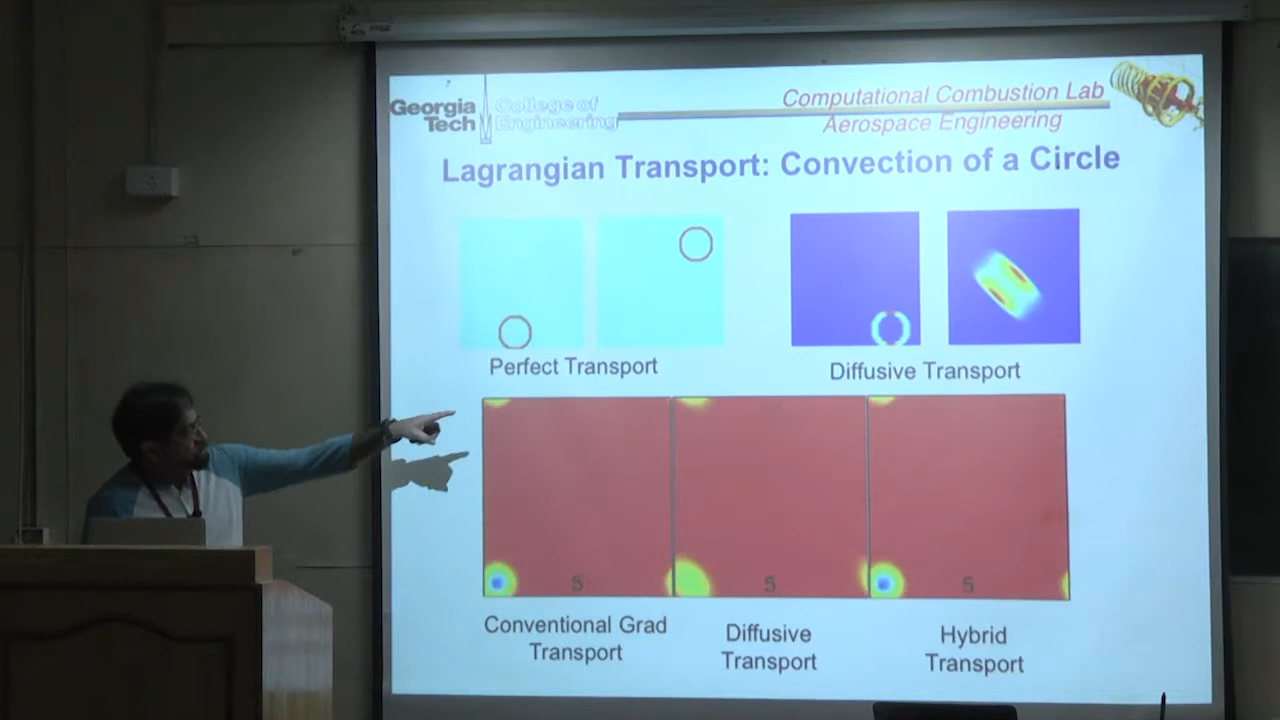 Georgia
Tech
College of
Engineering
Computational Combustion Lab
Aerospace Engineering
Lagrangian Transport: Convection of a Circle
Perfect Transport
Diffusive Transport
5
5
5
Conventional Grad
Transport
Diffusive
Transport
Hybrid
Transport